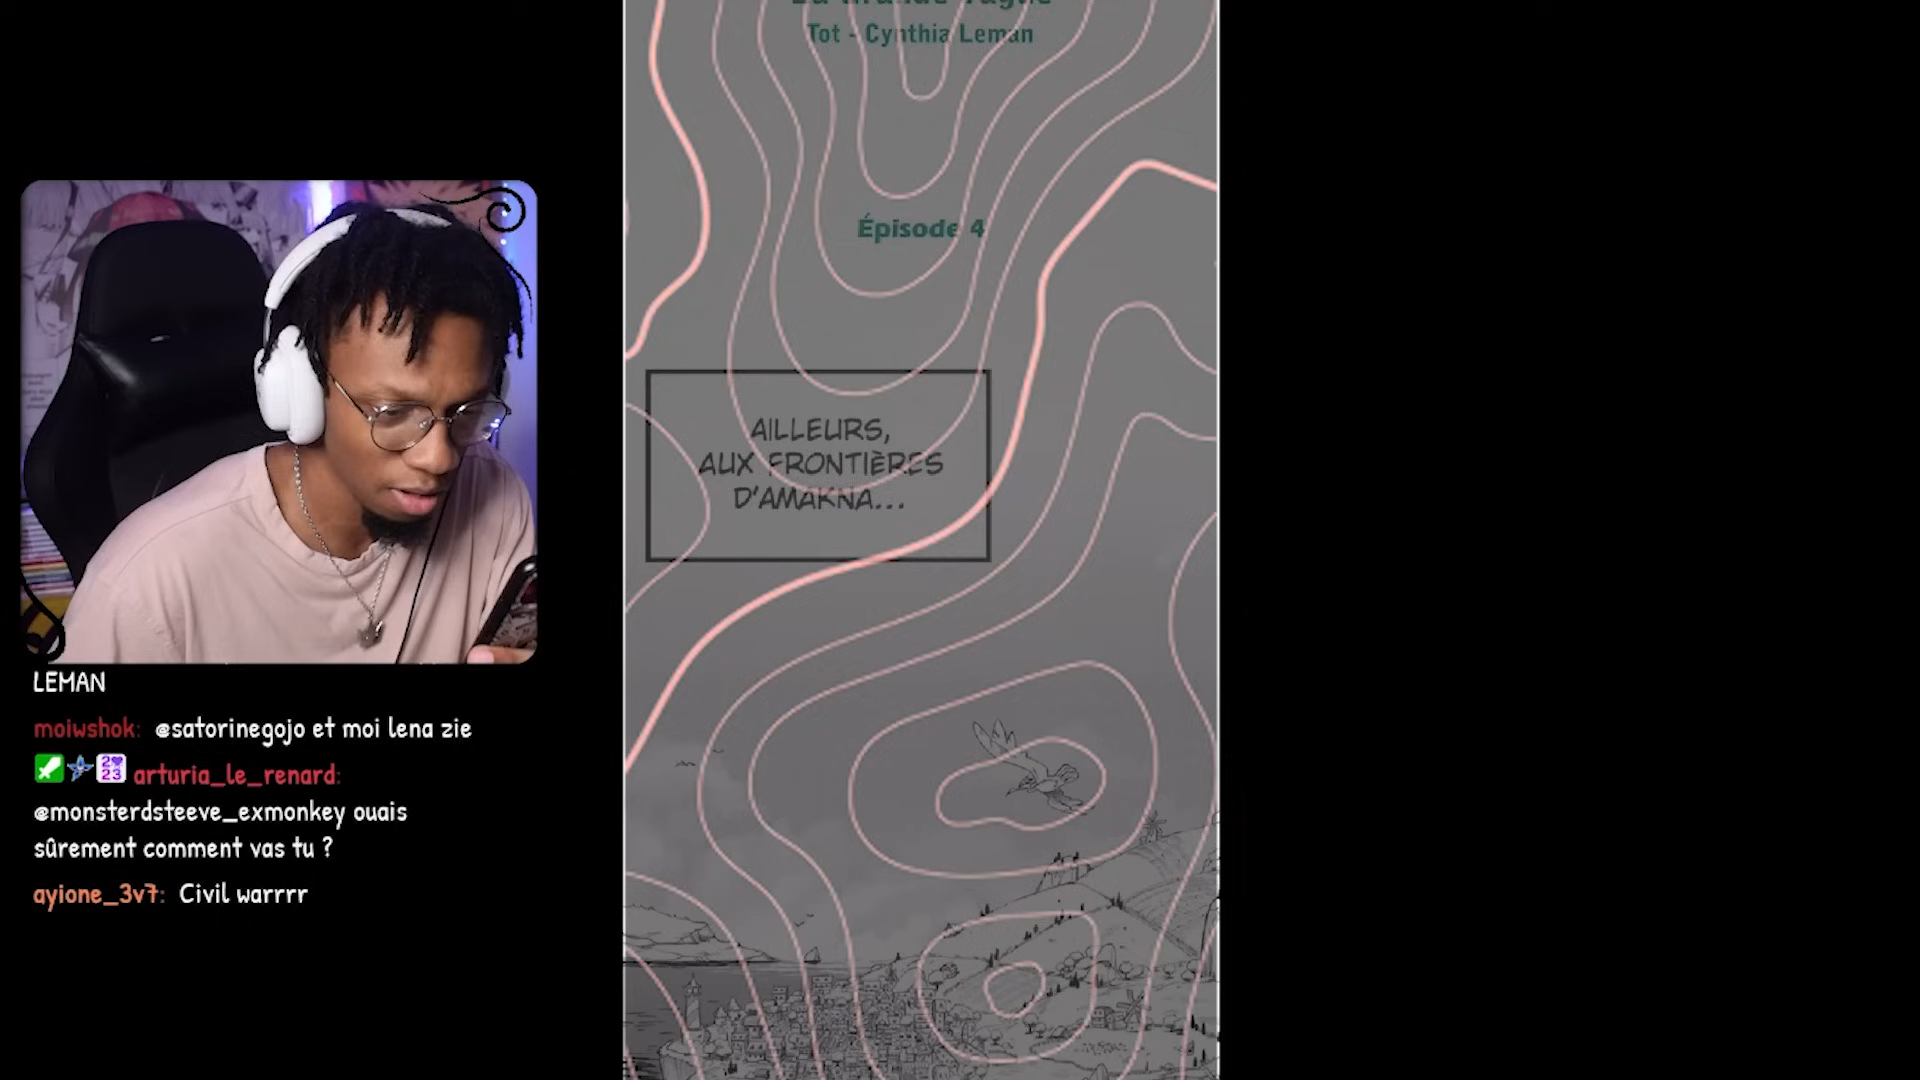 Tot - Cynthia Leman
Épisode 4
AILLEURS,
AUX FRONTIÈRES
D'AMAKNA...
LEMAN
moiwshok: @satorinegojo et moi lena zie
arturia_le_renard:
@monsterdsteeve_exmonkey ouais
sûrement comment vas tu ?
ayione_3v7: Civil warrrr